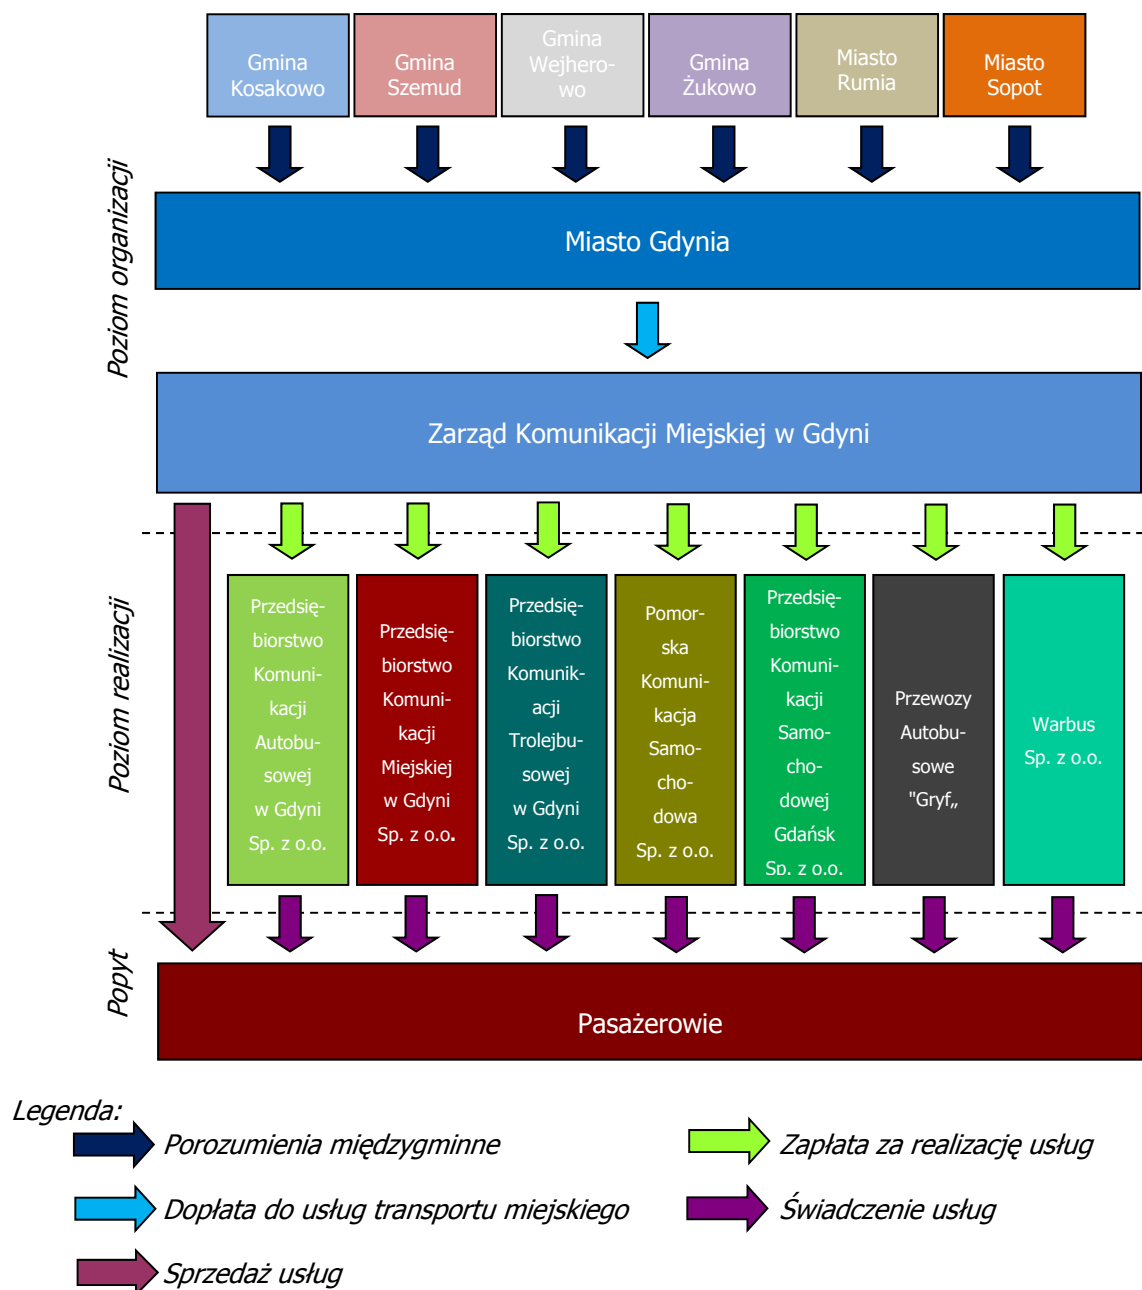 Gmina
Kosakowo
Gmina
Szemud
Gmina
Wejhero-
wo
Gmina
Żukowo
Miasto
Rumia
Miasto
Sopot
Poziom organizacji
Miasto Gdynia
Zarząd Komunikacji Miejskiej w Gdyni
Poziom realizacji
Przedsię-
biorstwo
Komuni-
kacji
Autobu-
sowej
w Gdyni
Sp. z o.o.
Przedsię-
biorstwo
Komuni-
kacji
Miejskiej
w Gdyni
Sp. z o.o.
Przedsię-
biorstwo
Komunik-
acji
Trolejbu-
sowej
w Gdyni
Sp. z o.o.
Pomor-
ska
Komuni-
kacja
Samo-
cho-
dowa
Sp. z o.o.
Przedsię-
biorstwo
Komuni-
kacji
Samo-
cho-
dowej
Gdańsk
Sp. z o.o.
Przewozy
Autobu-
sowe
"Gryf„
Warbus
Sp. z o.o.
Popyt
Pasażerowie
Legenda:
Porozumienia międzygminne
Zapłata za realizację usług
Dopłata do usług transportu miejskiego
Świadczenie usług
Sprzedaż usług